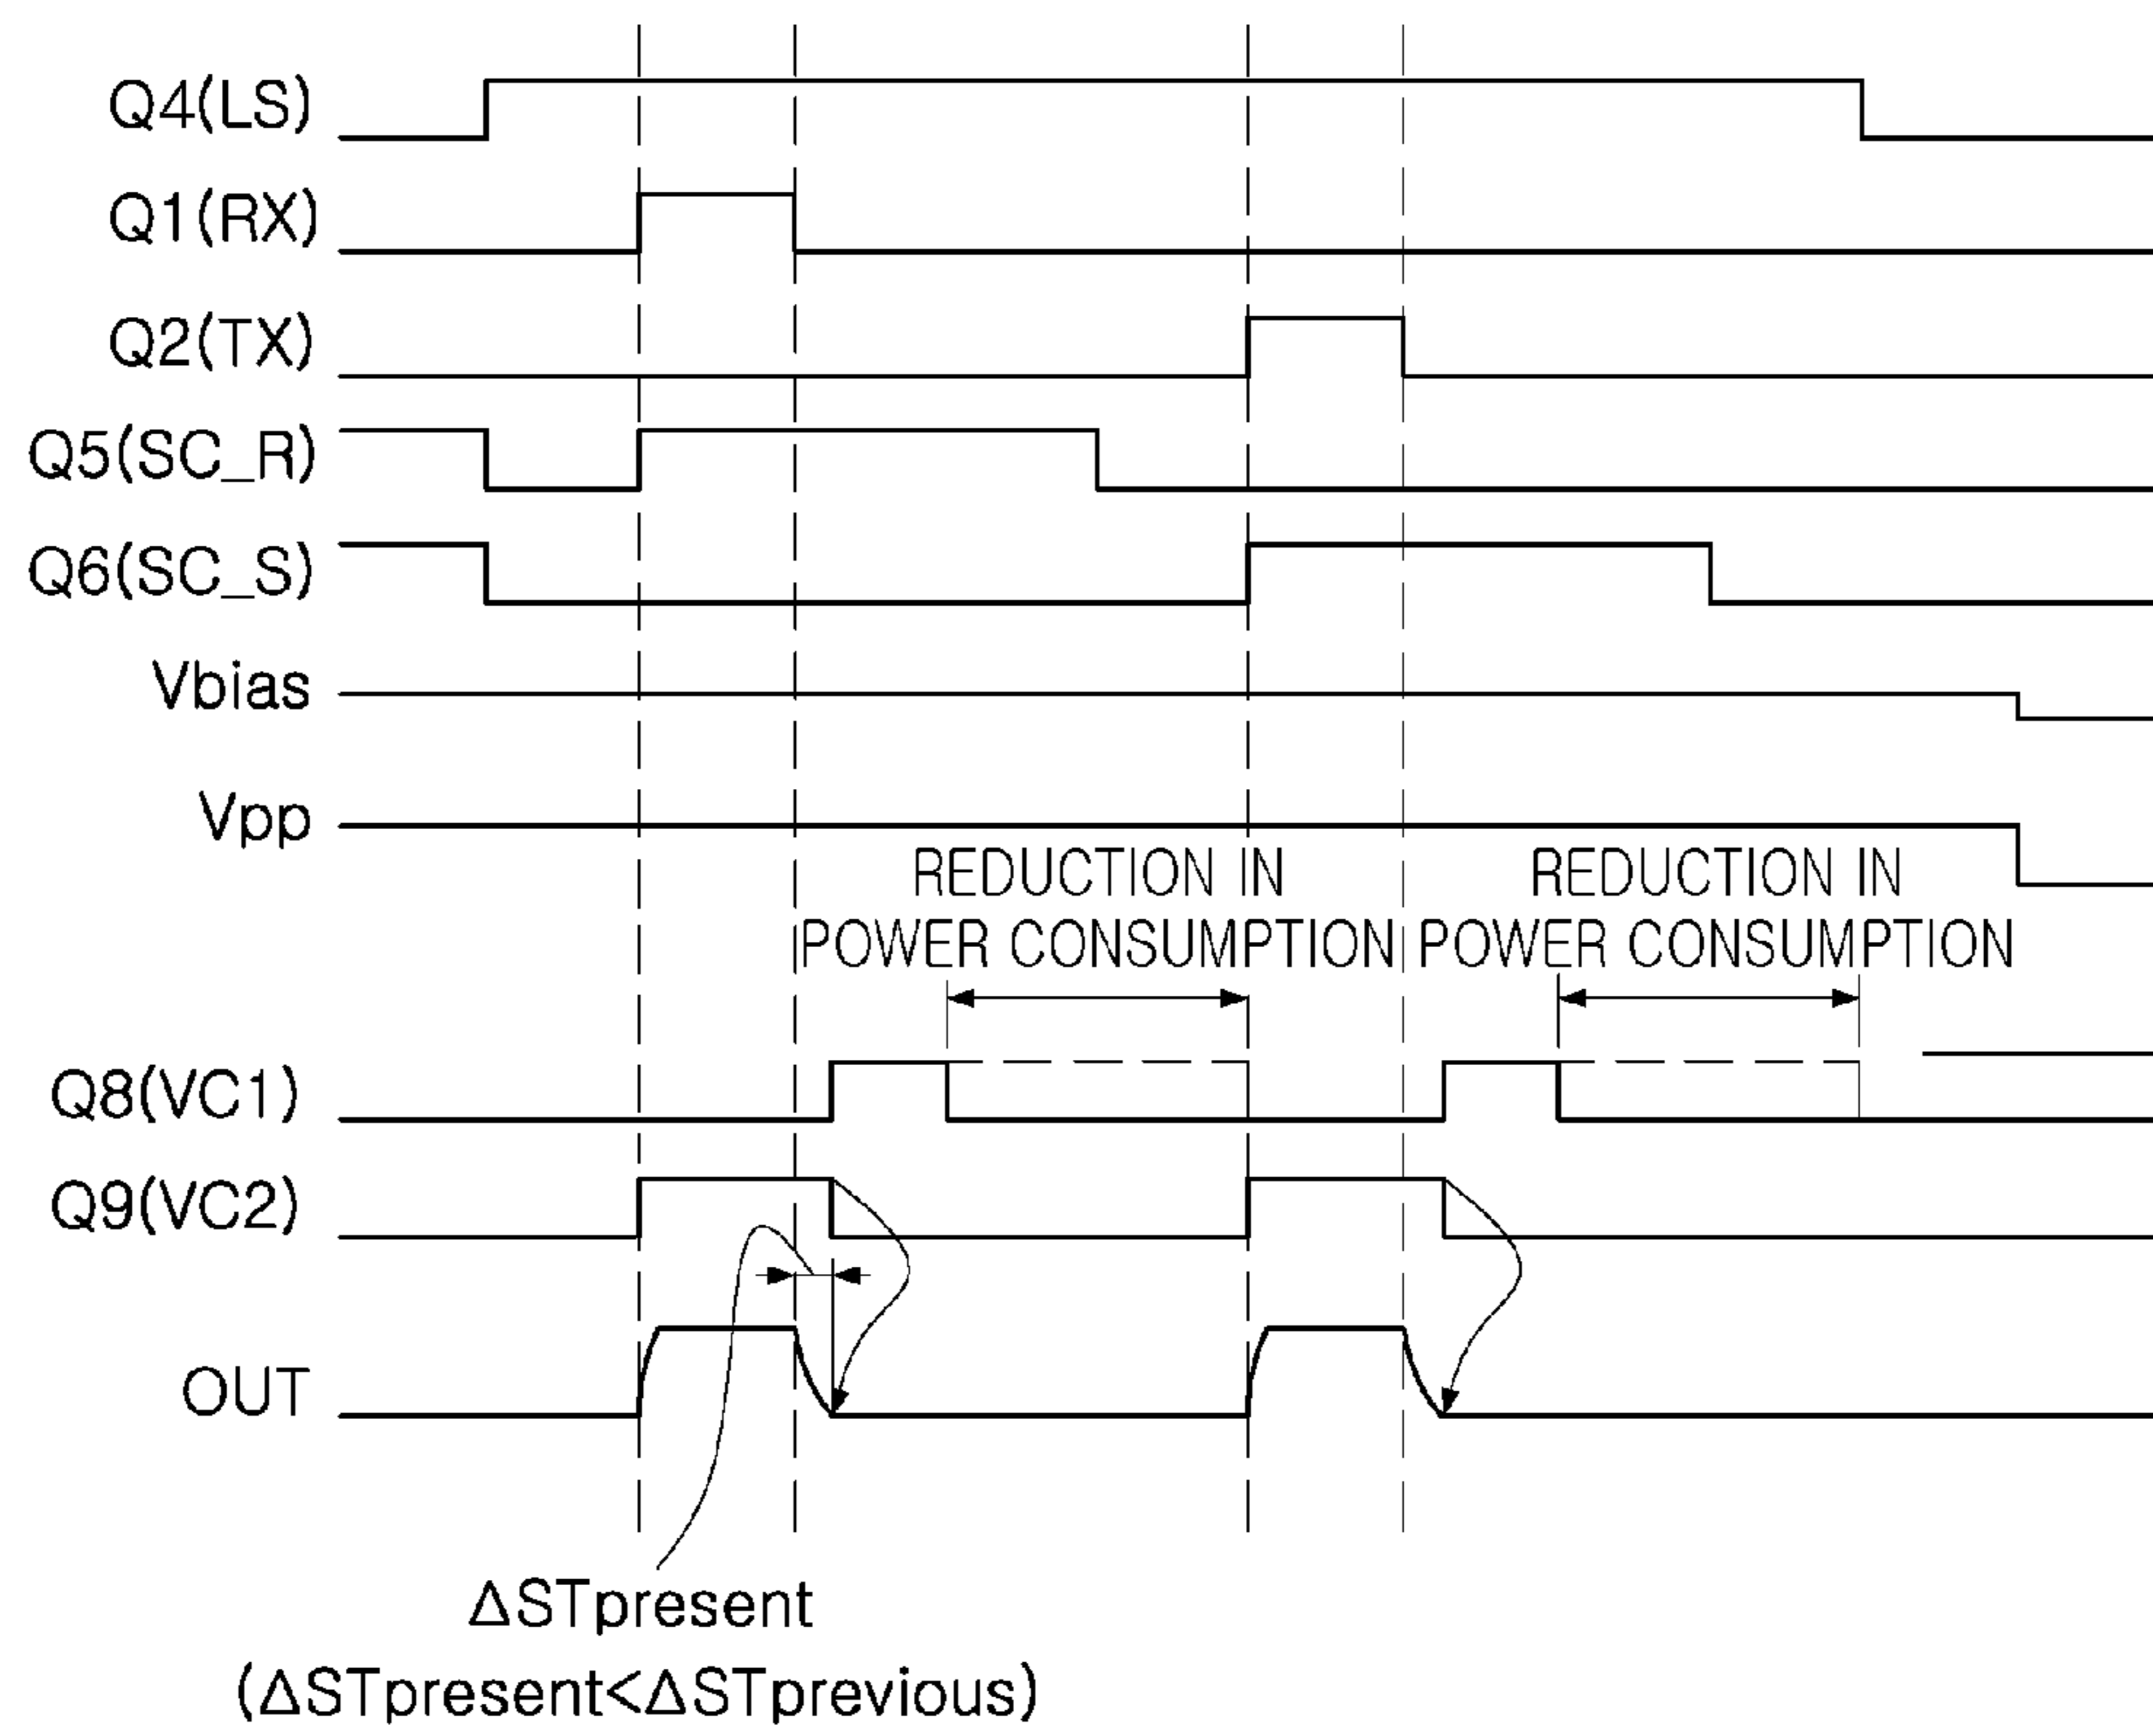 Q4(LS)
Q1(RX)
Q2(TX)
Q5(SC_R)
Q6(SC_S)
Vbias
Vpp
REDUCTION IN
POWER CONSUMPTION
REDUCTION IN
POWER CONSUMPTION
Q8(VC1)
Q9(VC2)
OUT
ΔSTpresent
(ΔSTpresent<ΔSTprevious)